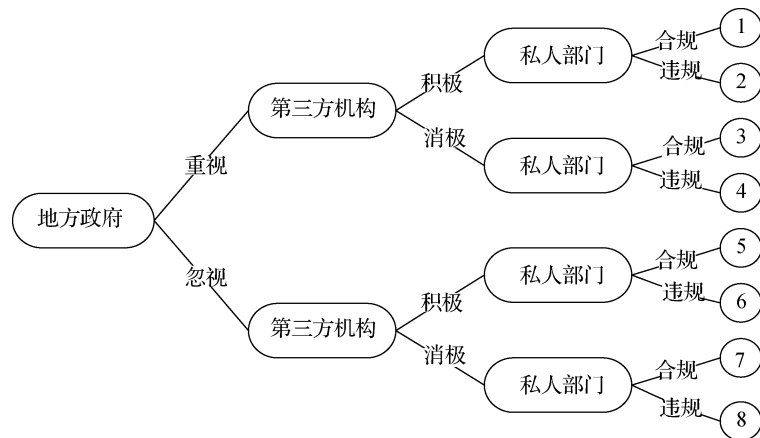 地方政府
重视
忽视
第三方机构
积极
消极
私人部门
合规
1
违规
2
私人部门
合规
3
违规
4
第三方机构
积极
消极
私人部门
合规
5
违规
6
私人部门
合规
7
违规
8